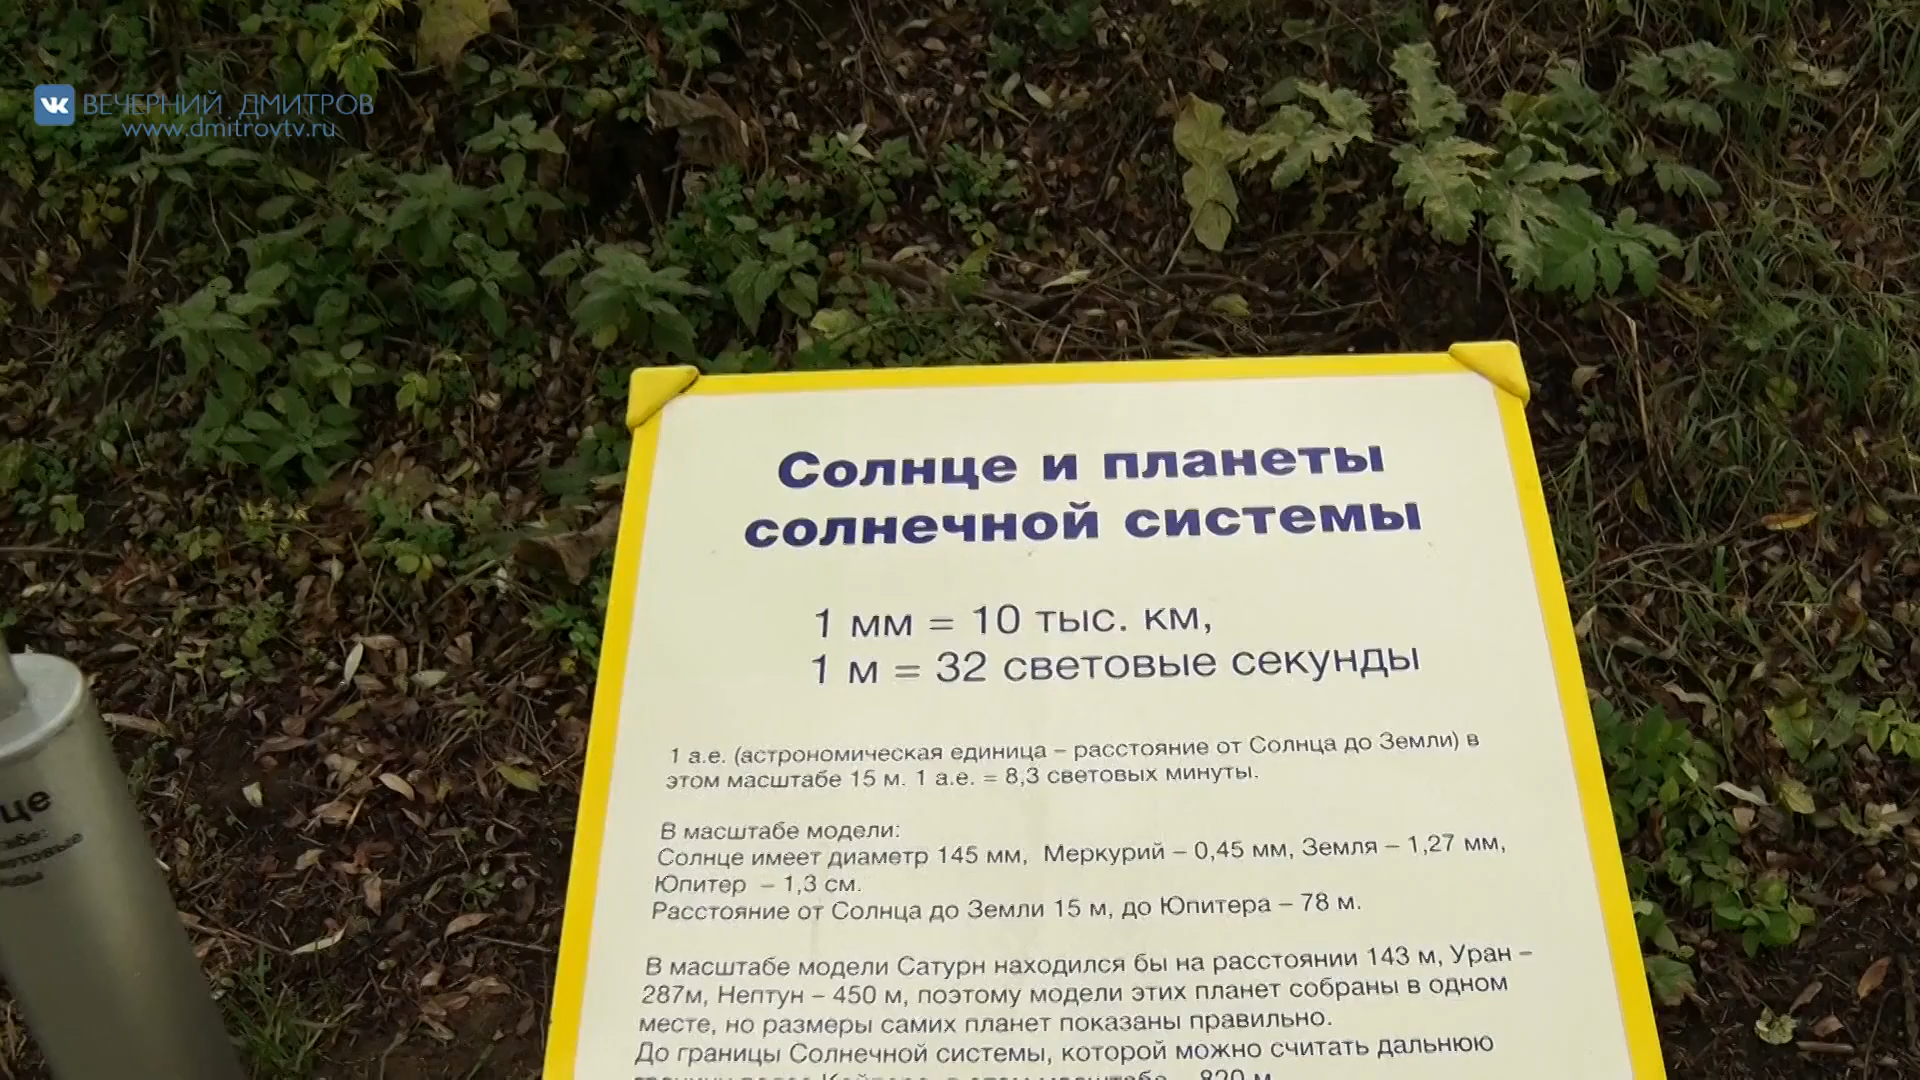 ВЕЧЕРНИЙ ДМИТРОВ
www.dmitrovtv.ru
Солнце и планеты
солнечной системы
1 мм = 10 тыс. км,
1 м = 32 световые секунды
1 а.е. (астрономическая единица – расстояние от Солнца до Земли) в
этом масштабе 15 м. 1 а.е. = 8,3 световых минуты.
В масштабе модели:
Солнце имеет диаметр 145 мм, Меркурий – 0,45 мм, Земля – 1,27 мм,
Юпитер – 1,3 см.
Расстояние от Солнца до Земли 15 м, до Юпитера – 78 м.
В масштабе модели Сатурн находился бы на расстоянии 143 м, Уран –
287м, Нептун – 450 м, поэтому модели этих планет собраны в одном
месте, но размеры самих планет показаны правильно.
До границы Солнечной системы, которой можно считать дальнюю